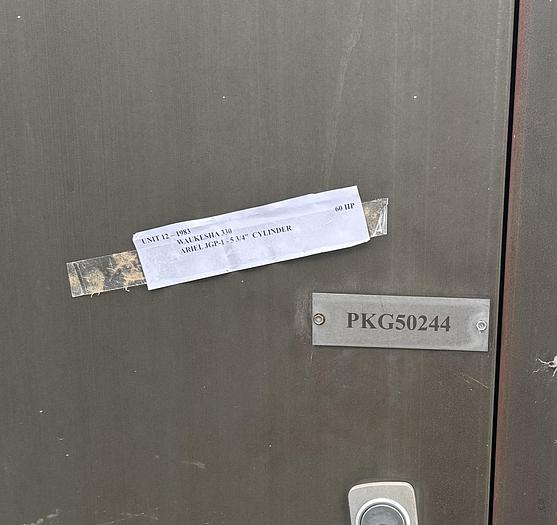 UNIT 12 – 1983 60 HP
WAUKESHA 330
ARIEL JGP-1 - 5 3/4" CYLINDER
PKG50244